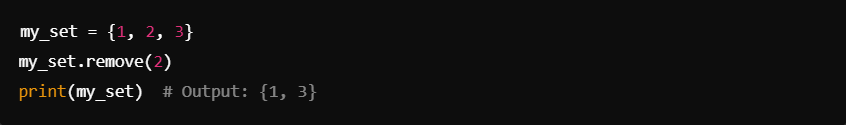 my_set = {1, 2, 3}
my_set.remove(2)
print(my_set)  # Output: {1, 3}